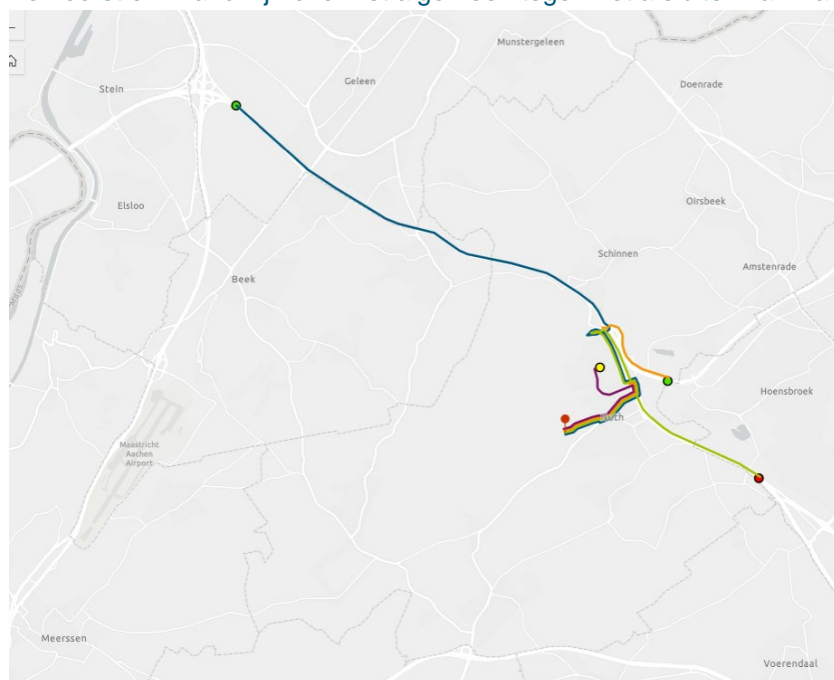 Munstergeleen
Geleen
Doenrade
Stein
Elsloo
Oirsbeek
Schinnen
Amstenrade
Beek
Hoensbroek
Maastricht
Aachen
Airport
Meerssen
Voerendaal